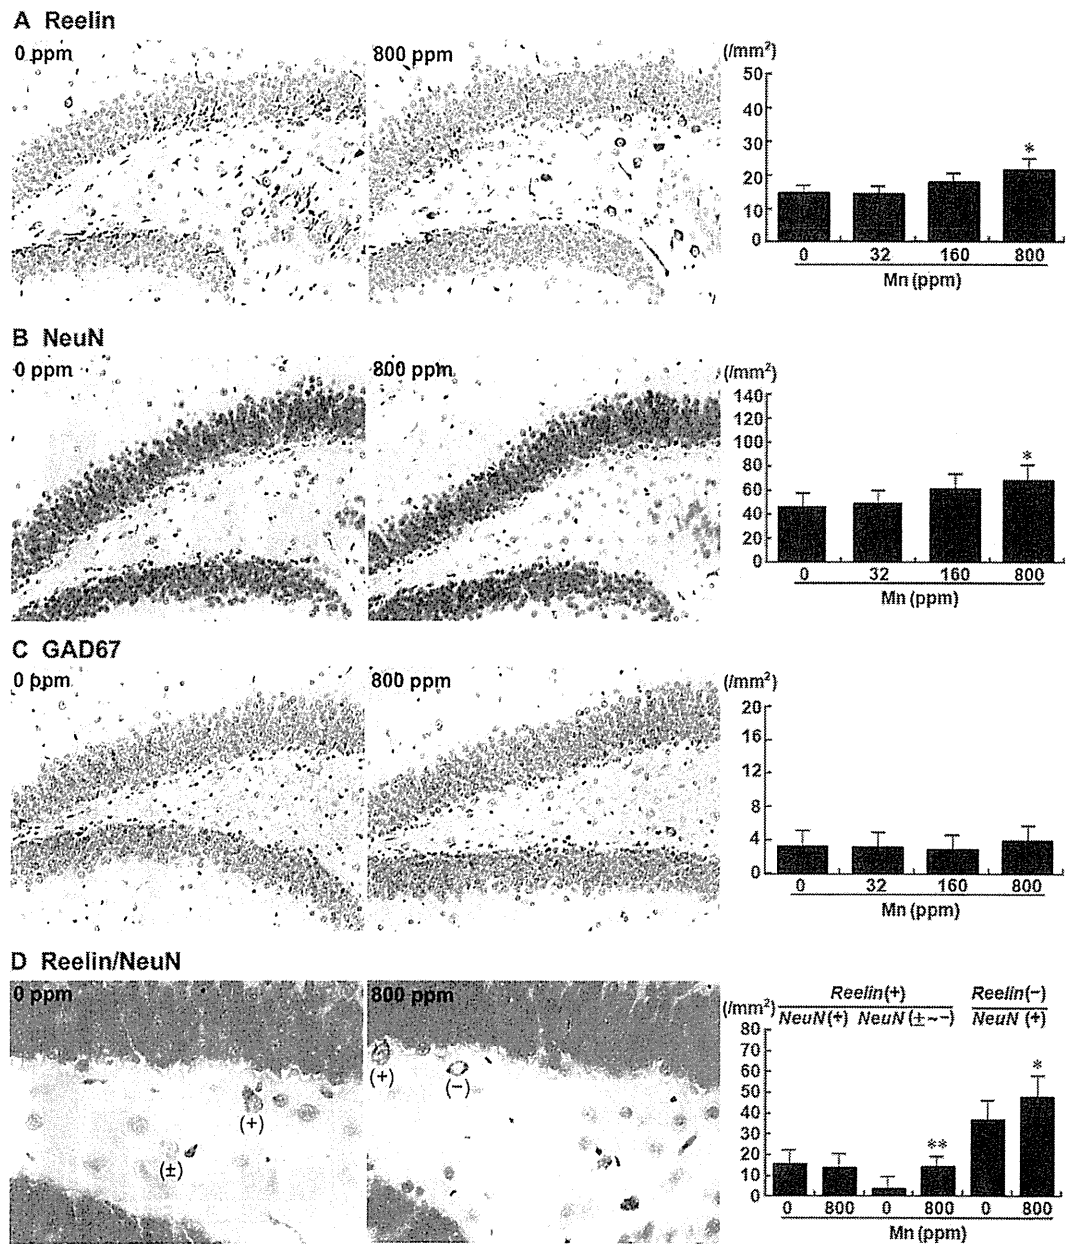 A Reelin
0 ppm
800 ppm
(/mm²)
50
40
30
20
10
0
*
0 32 160 800
Mn (ppm)
B NeuN
0 ppm
800 ppm
(/mm²)
140
120
100
80
60
40
20
0
*
0 32 160 800
Mn (ppm)
C GAD67
0 ppm
800 ppm
(/mm²)
20
16
12
8
4
0
0 32 160 800
Mn (ppm)
D Reelin/NeuN
0 ppm
(+)
(±)
800 ppm
(+)
(−)
Reelin(+) Reelin(−)
(/mm²) NeuN(+) NeuN(±~−) NeuN (+)
80
70
60
50
40
30
20
10
0
** *
0 800 0 800 0 800
Mn (ppm)